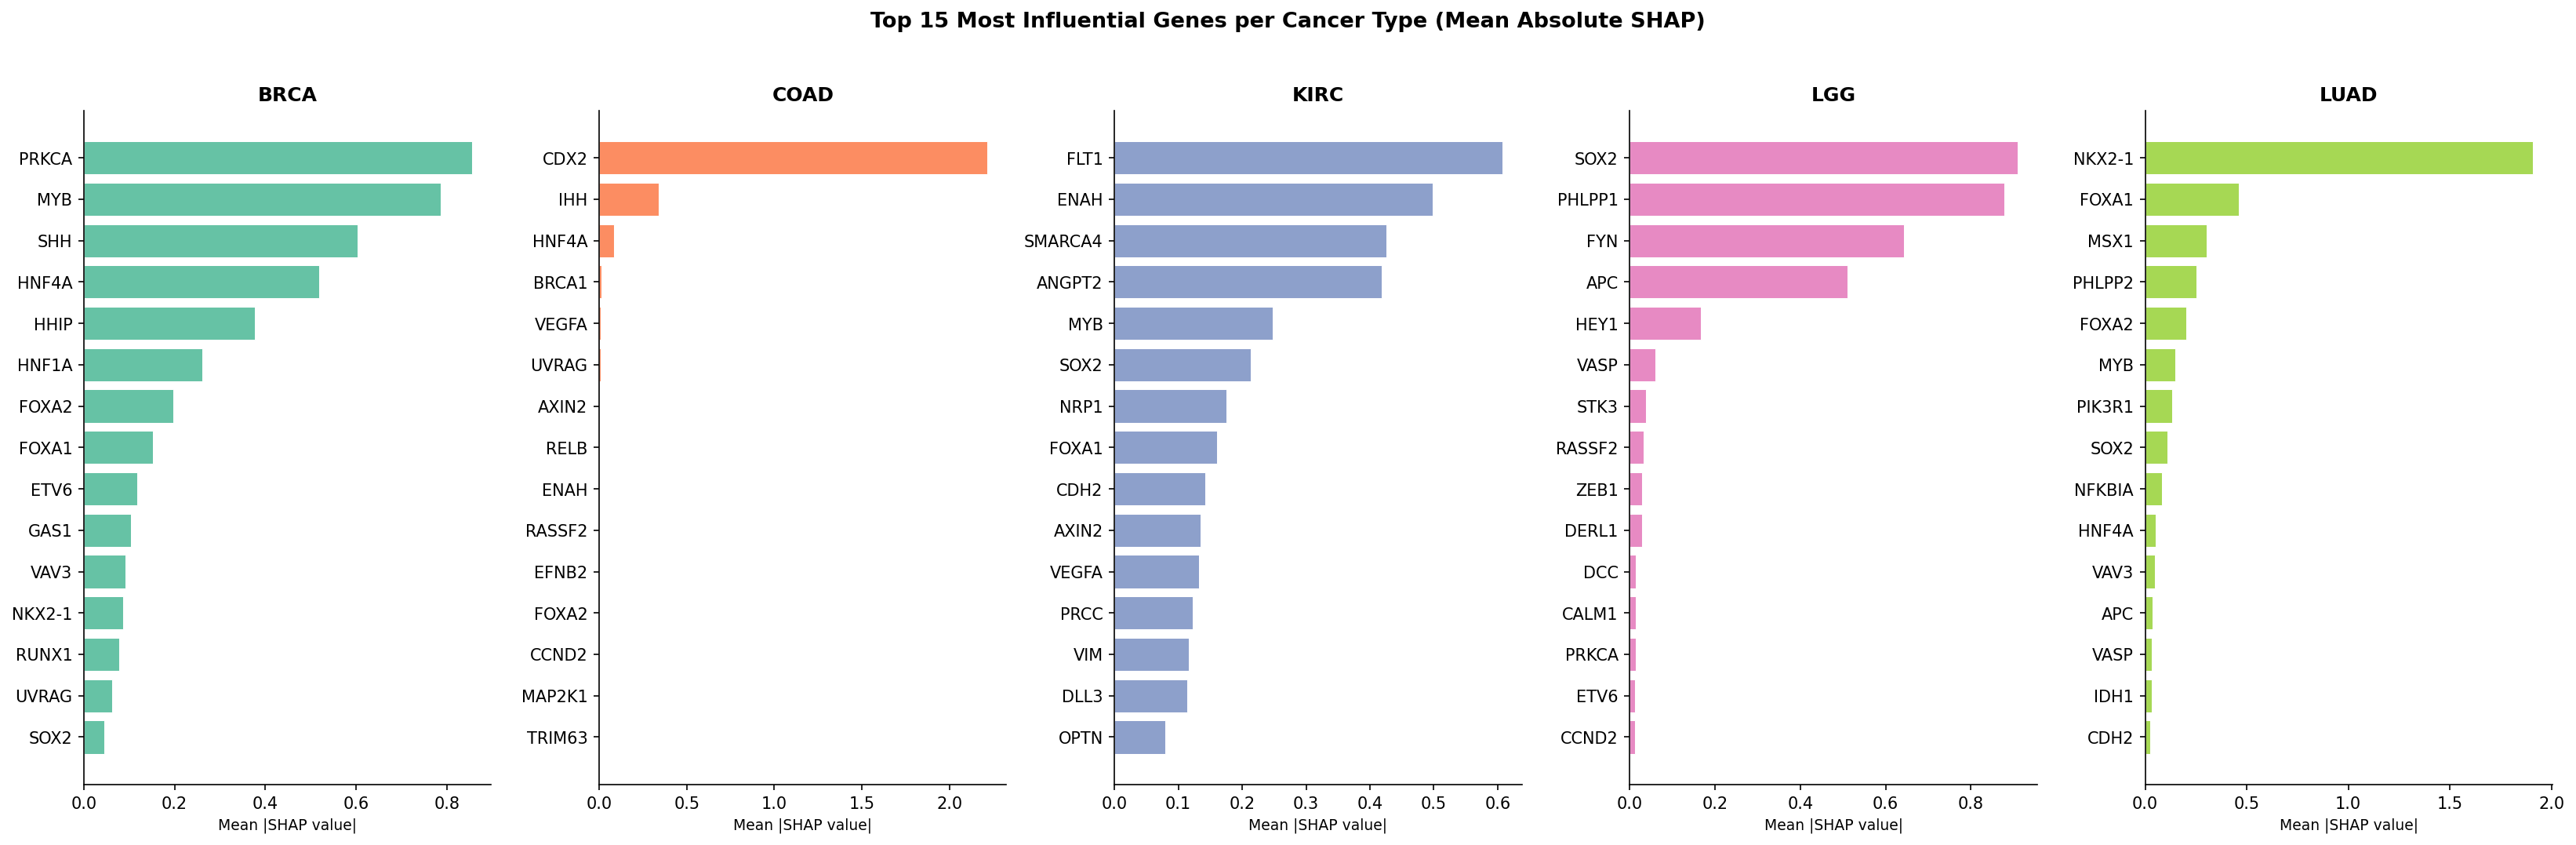 Top 15 Most Influential Genes per Cancer Type (Mean Absolute SHAP)
BRCA
PRKCA
MYB
SHH
HNF4A
HHIP
HNF1A
FOXA2
FOXA1
ETV6
GAS1
VAV3
NKX2-1
RUNX1
UVRAG
SOX2
0.0 0.2 0.4 0.6 0.8
Mean |SHAP value|
COAD
CDX2
IHH
HNF4A
BRCA1
VEGFA
UVRAG
AXIN2
RELB
ENAH
RASSF2
EFNB2
FOXA2
CCND2
MAP2K1
TRIM63
0.0 0.5 1.0 1.5 2.0
Mean |SHAP value|
KIRC
FLT1
ENAH
SMARCA4
ANGPT2
MYB
SOX2
NRP1
FOXA1
CDH2
AXIN2
VEGFA
PRCC
VIM
DLL3
OPTN
0.0 0.1 0.2 0.3 0.4 0.5 0.6
Mean |SHAP value|
LGG
SOX2
PHLPP1
FYN
APC
HEY1
VASP
STK3
RASSF2
ZEB1
DERL1
DCC
CALM1
PRKCA
ETV6
CCND2
0.0 0.2 0.4 0.6 0.8
Mean |SHAP value|
LUAD
NKX2-1
FOXA1
MSX1
PHLPP2
FOXA2
MYB
PIK3R1
SOX2
NFKBIA
HNF4A
VAV3
APC
VASP
IDH1
CDH2
0.0 0.5 1.0 1.5 2.0
Mean |SHAP value|